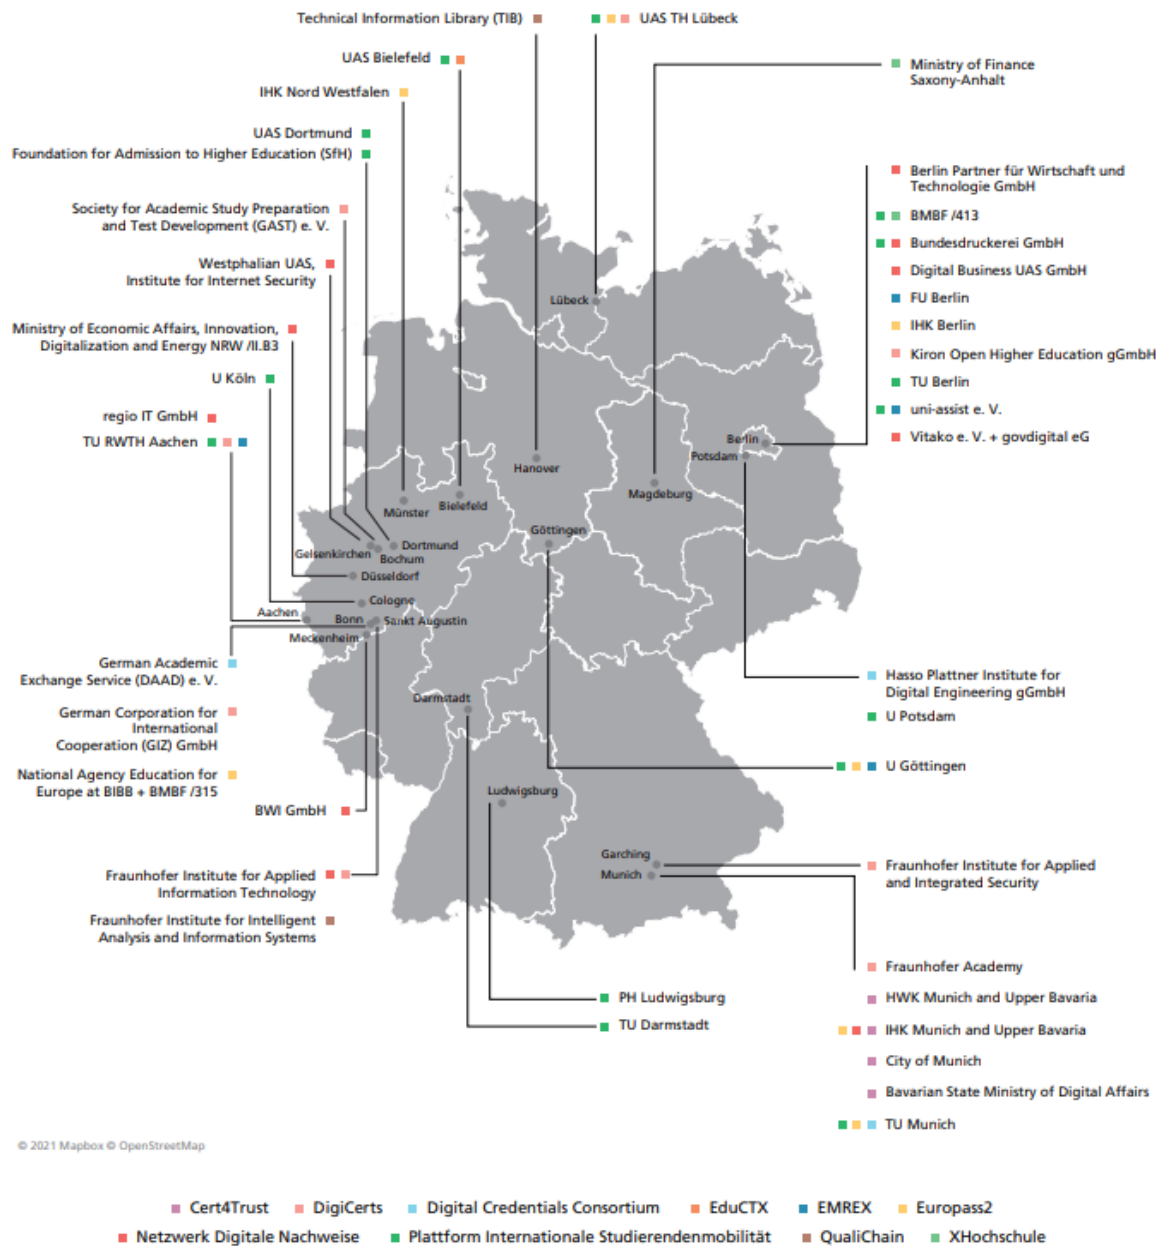 Technical Information Library (TIB)
UAS TH Lübeck
UAS Bielefeld
Ministry of Finance
Saxony-Anhalt
IHK Nord Westfalen
UAS Dortmund
Foundation for Admission to Higher Education (SfH)
Berlin Partner für Wirtschaft und
Technologie GmbH
Society for Academic Study Preparation
and Test Development (GAST) e. V.
BMBF /413
Bundesdruckerei GmbH
Westphalian UAS,
Institute for Internet Security
Digital Business UAS GmbH
FU Berlin
Ministry of Economic Affairs, Innovation,
Digitalization and Energy NRW /II.B3
IHK Berlin
Kiron Open Higher Education gGmbH
U Köln
TU Berlin
regio IT GmbH
uni-assist e. V.
TU RWTH Aachen
Vitako e. V. + govdigital eG
Lübeck
Berlin
Potsdam
Hanover
Magdeburg
Bielefeld
Münster
Göttingen
Gelsenkirchen
Dortmund
Bochum
Düsseldorf
Cologne
Aachen
Bonn
Sankt Augustin
Meckenheim
German Academic
Exchange Service (DAAD) e. V.
Hasso Plattner Institute for
Digital Engineering gGmbH
German Corporation for
International
Cooperation (GIZ) GmbH
U Potsdam
Darmstadt
National Agency Education for
Europe at BIBB + BMBF /315
U Göttingen
BWI GmbH
Ludwigsburg
Garching
Munich
Fraunhofer Institute for Applied
Information Technology
Fraunhofer Institute for Applied
and Integrated Security
Fraunhofer Institute for Intelligent
Analysis and Information Systems
Fraunhofer Academy
PH Ludwigsburg
HWK Munich and Upper Bavaria
TU Darmstadt
IHK Munich and Upper Bavaria
City of Munich
Bavarian State Ministry of Digital Affairs
TU Munich
© 2021 Mapbox © OpenStreetMap
Cert4Trust DigiCerts Digital Credentials Consortium EduCTX EMREX Europass2
Netzwerk Digitale Nachweise Plattform Internationale Studierendenmobilität QualiChain XHochschule